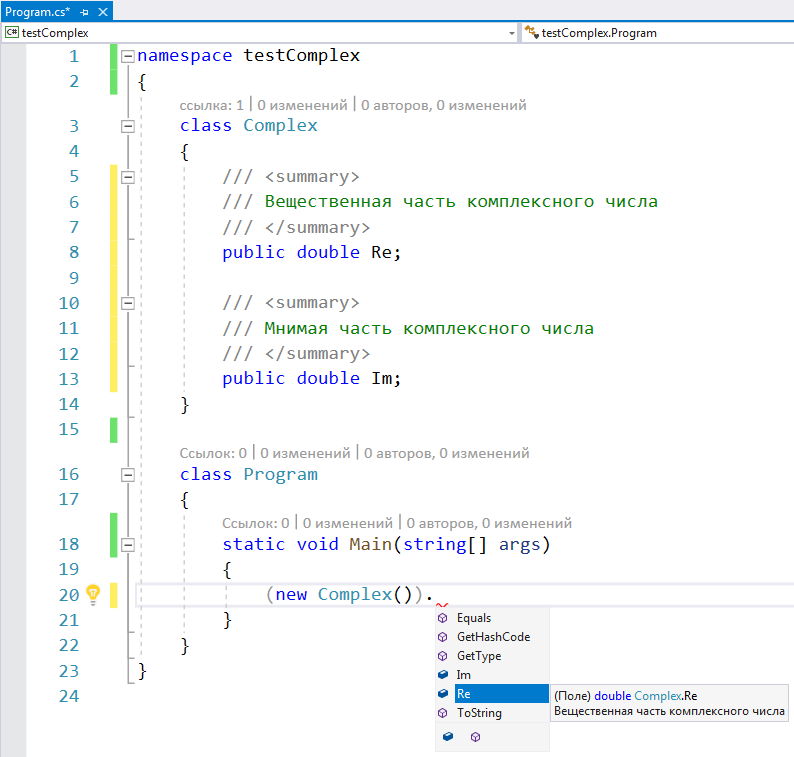 Program.cs*
C# testComplex testComplex.Program
1 namespace testComplex
2 {
ссылка: 1 | 0 изменений | 0 авторов, 0 изменений
3 class Complex
4 {
5 /// <summary>
6 /// Вещественная часть комплексного числа
7 /// </summary>
8 public double Re;
9
10 /// <summary>
11 /// Мнимая часть комплексного числа
12 /// </summary>
13 public double Im;
14 }
15
Ссылок: 0 | 0 изменений | 0 авторов, 0 изменений
16 class Program
17 {
Ссылок: 0 | 0 изменений | 0 авторов, 0 изменений
18 static void Main(string[] args)
19 {
20 (new Complex()).
21 }
22 }
23 }
24
Equals
GetHashCode
GetType
Im
Re
ToString
(Поле) double Complex.Re
Вещественная часть комплексного числа